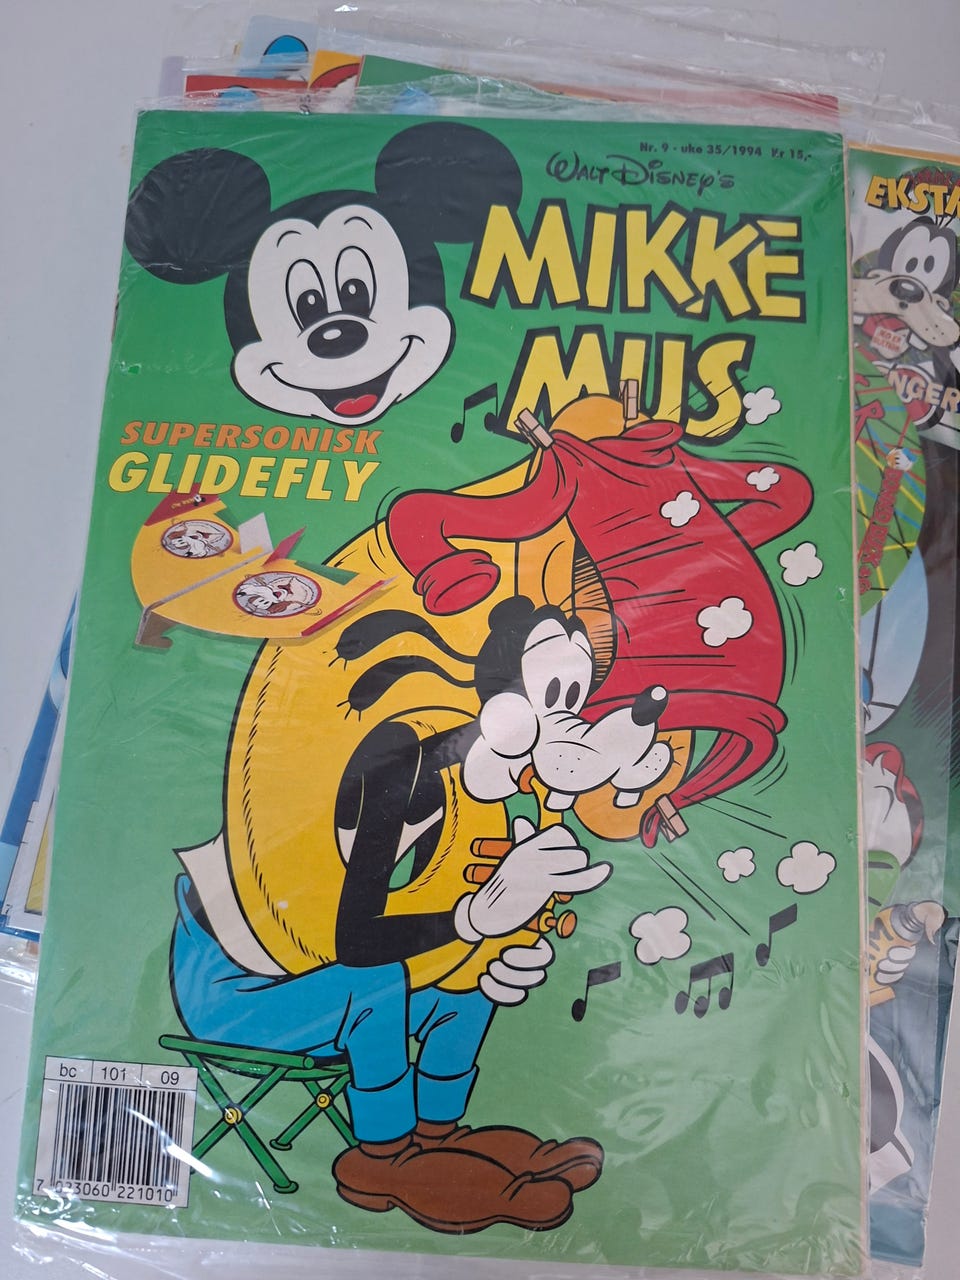 Nr. 9 - uke 35/1994 Kr 15,-
WALT DISNEY'S
MIKKE
MUS
SUPERSONISK
GLIDEFLY
bc 101 09
7 023060 221010